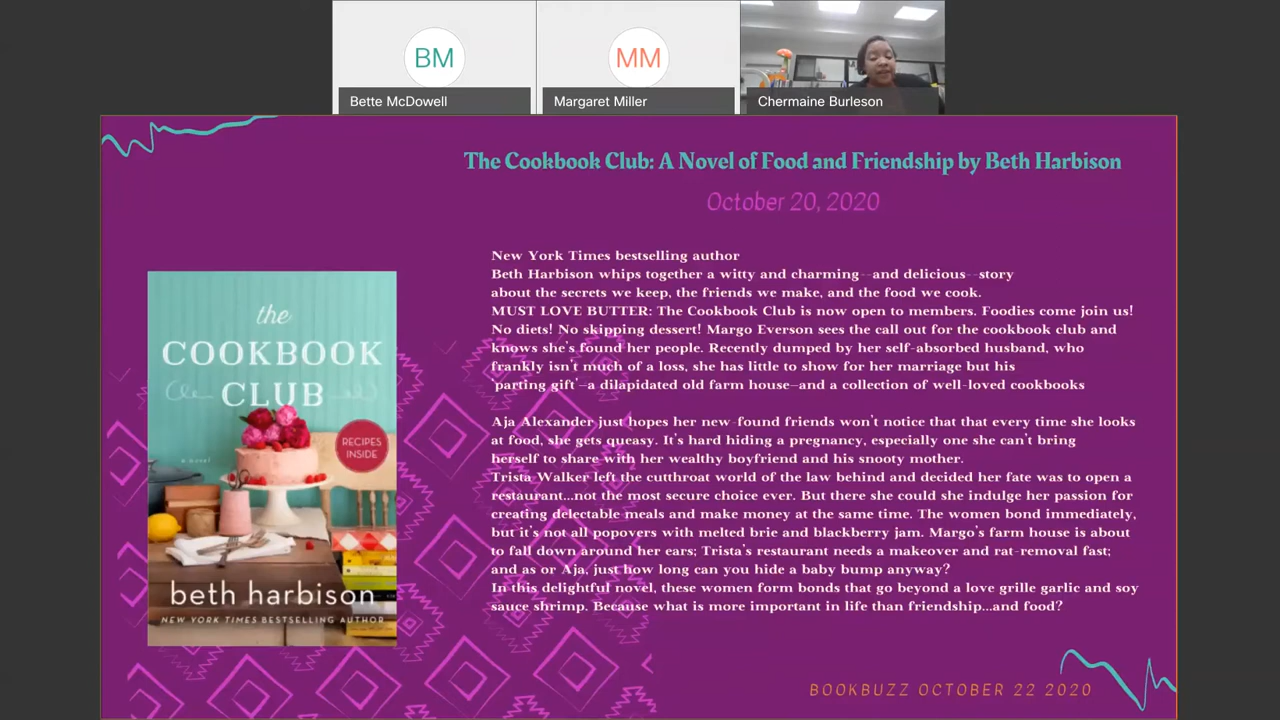 BM
MM
Bette McDowell
Margaret Miller
Chermaine Burleson
The Cookbook Club: A Novel of Food and Friendship by Beth Harbison
October 20, 2020
New York Times bestselling author
Beth Harbison whips together a witty and charming--and delicious--story
about the secrets we keep, the friends we make, and the food we cook.
MUST LOVE BUTTER: The Cookbook Club is now open to members. Foodies come join us!
No diets! No skipping dessert! Margo Everson sees the call out for the cookbook club and
knows she's found her people. Recently dumped by her self-absorbed husband, who
frankly isn't much of a loss, she has little to show for her marriage but his
'parting gift'—a dilapidated old farm house—and a collection of well-loved cookbooks
Aja Alexander just hopes her new-found friends won't notice that that every time she looks
at food, she gets queasy. It's hard hiding a pregnancy, especially one she can't bring
herself to share with her wealthy boyfriend and his snooty mother.
Trista Walker left the cutthroat world of the law behind and decided her fate was to open a
restaurant...not the most secure choice ever. But there she could she indulge her passion for
creating delectable meals and make money at the same time. The women bond immediately,
but it's not all popovers with melted brie and blackberry jam. Margo's farm house is about
to fall down around her ears; Trista's restaurant needs a makeover and rat-removal fast;
and as or Aja, just how long can you hide a baby bump anyway?
In this delightful novel, these women form bonds that go beyond a love grille garlic and soy
sauce shrimp. Because what is more important in life than friendship...and food?
the
COOKBOOK
CLUB
RECIPES
INSIDE
a novel
beth harbison
NEW YORK TIMES BESTSELLING AUTHOR
BOOKBUZZ OCTOBER 22 2020